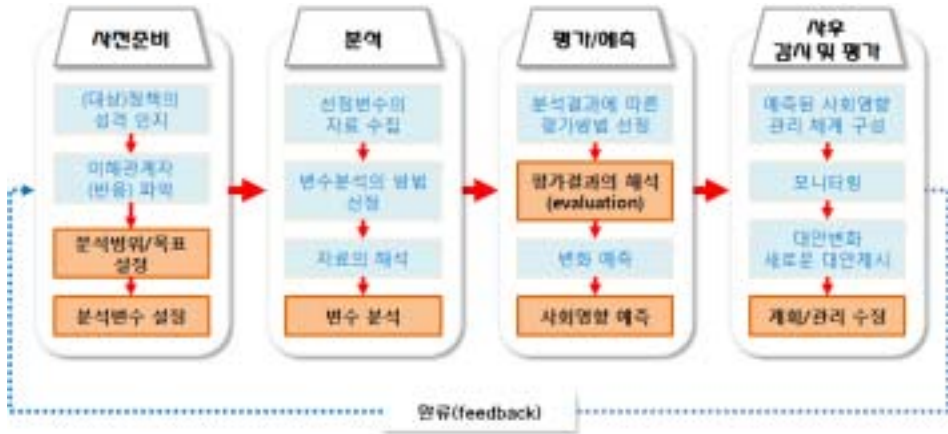 사전준비
(대상)정책의
성격 인지
이해관계자
(반응) 파악
분석범위/목표
설정
분석변수 설정
분석
선정변수의
자료 수집
변수분석의 방법
선정
자료의 해석
변수 분석
평가/예측
분석결과에 따른
평가방법 선정
평가결과의 해석
(evaluation)
변화 예측
사회영향 예측
사후
감시 및 평가
예측된 사회영향
관리 체계 구성
모니타링
대안변화
새로운 대안제시
계획/관리 수정
환류(feedback)